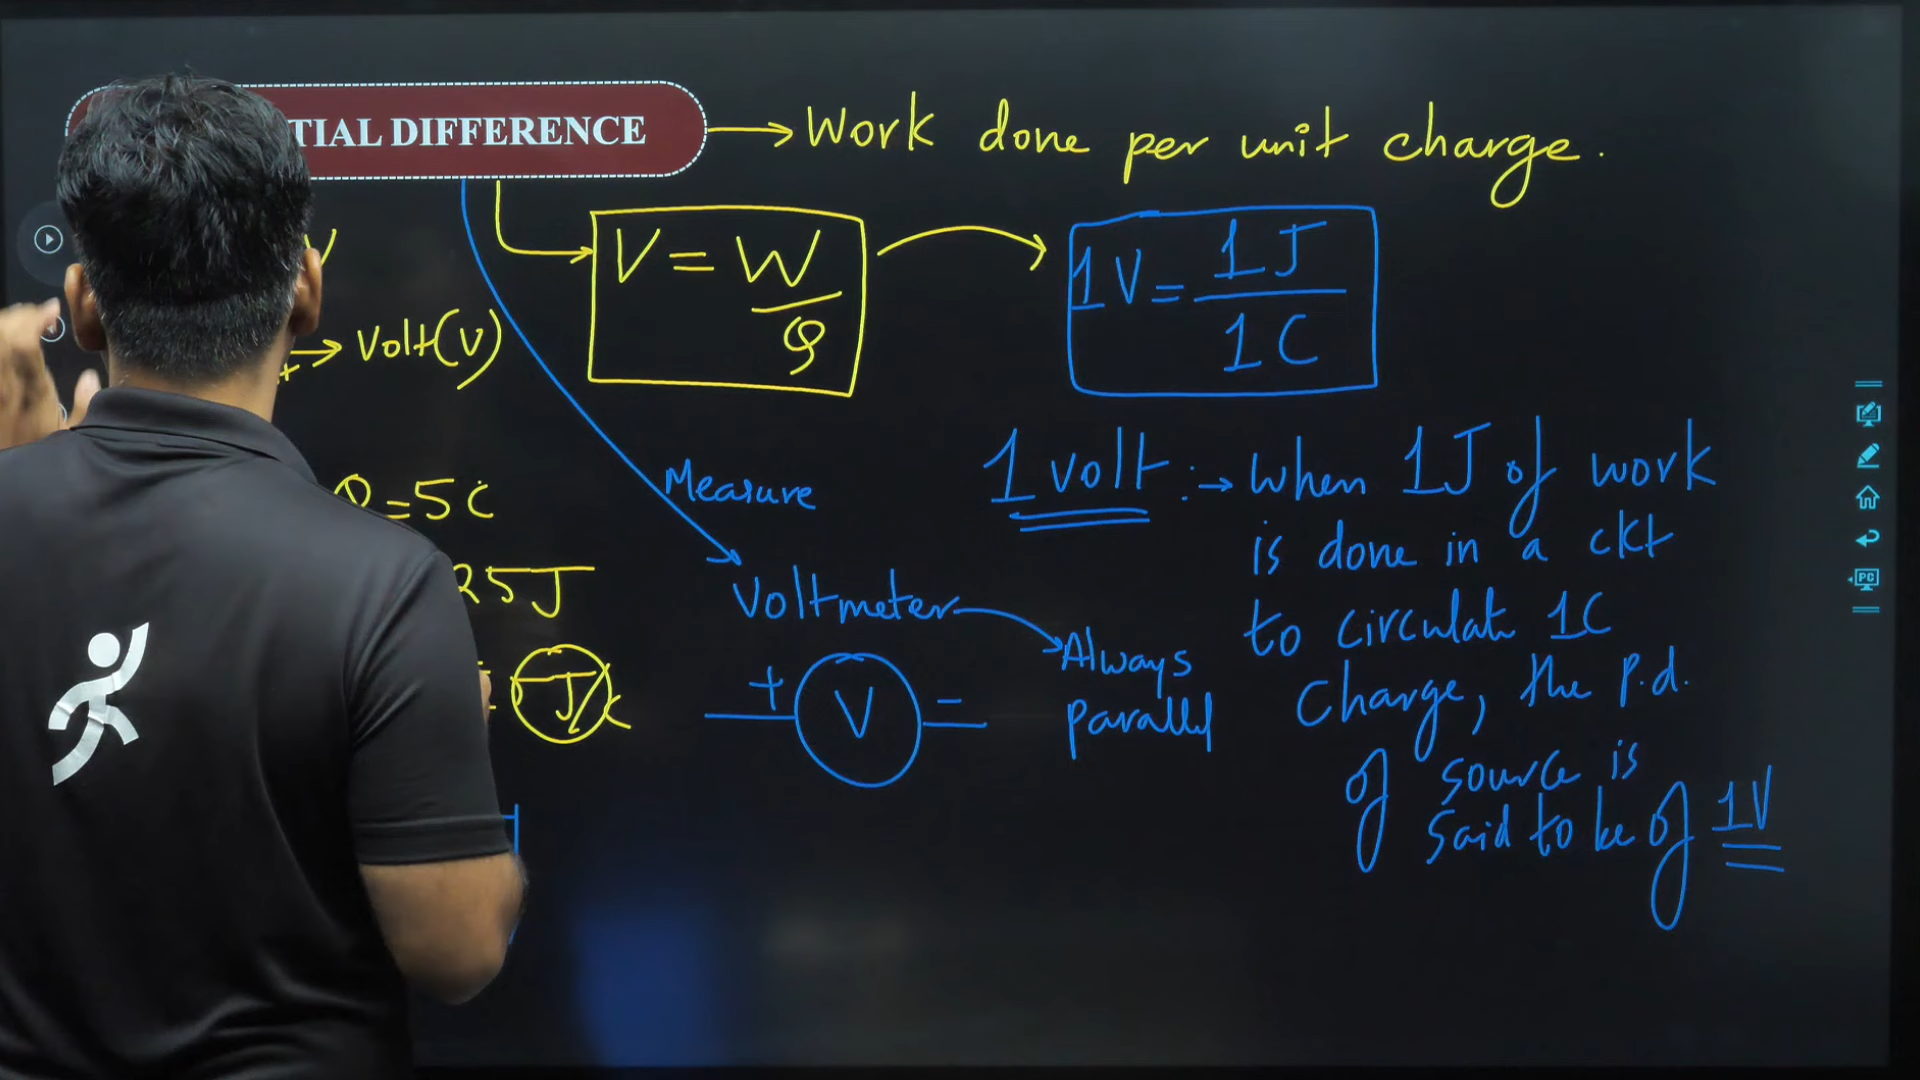 TIAL DIFFERENCE → Work done per unit charge.
V = W/Q
1V = 1J/1C
V
→ Volt(V)
Q = 5C
25J
= J/C
Measure
Voltmeter
Always
parallel
+ V -
1 volt :→ when 1J of work
is done in a ckt
to circulate 1C
charge, the p.d.
of source is
said to be of 1V
PC